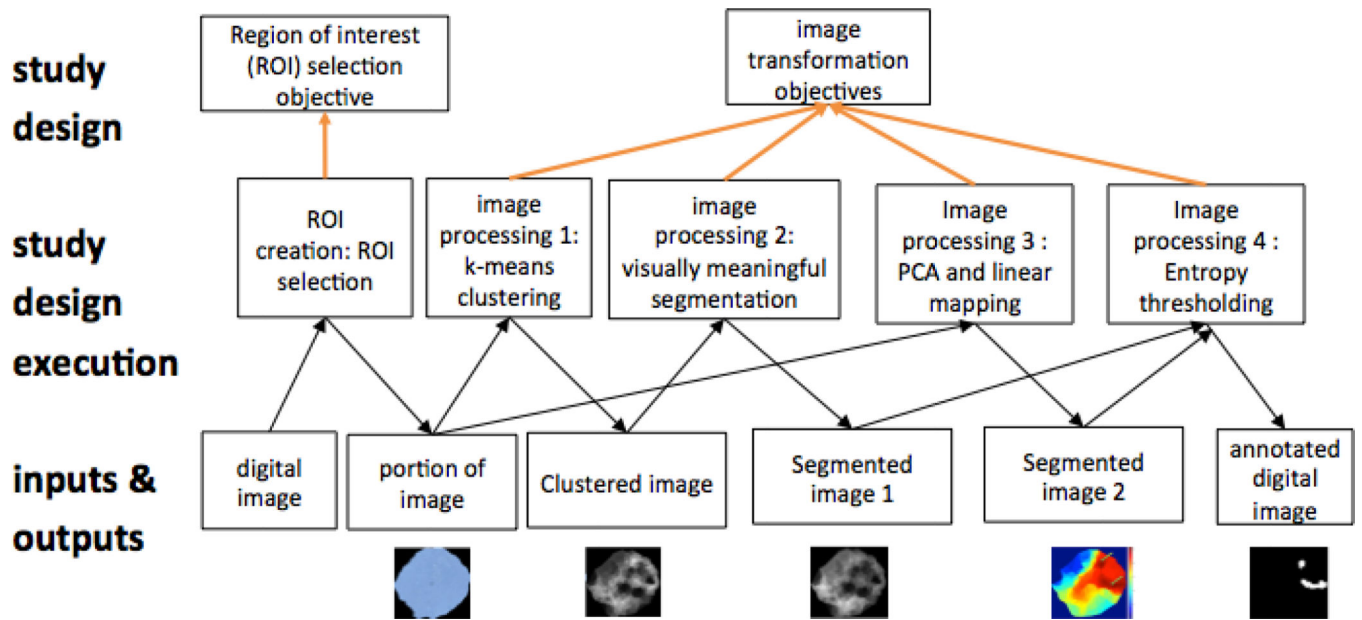 study
design
Region of interest
(ROI) selection
objective
image
transformation
objectives
study
design
execution
ROI
creation: ROI
selection
image
processing 1:
k-means
clustering
image
processing 2:
visually meaningful
segmentation
Image
processing 3 :
PCA and linear
mapping
Image
processing 4 :
Entropy
thresholding
inputs &
outputs
digital
image
portion of
image
Clustered image
Segmented
image 1
Segmented
image 2
annotated
digital
image